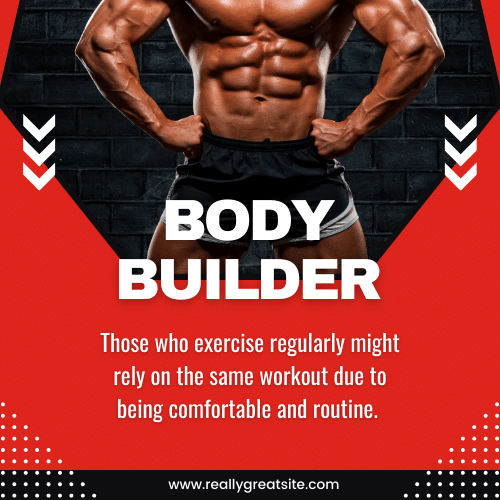 BODY
BUILDER
Those who exercise regularly might
rely on the same workout due to
being comfortable and routine.
www.reallygreatsite.com